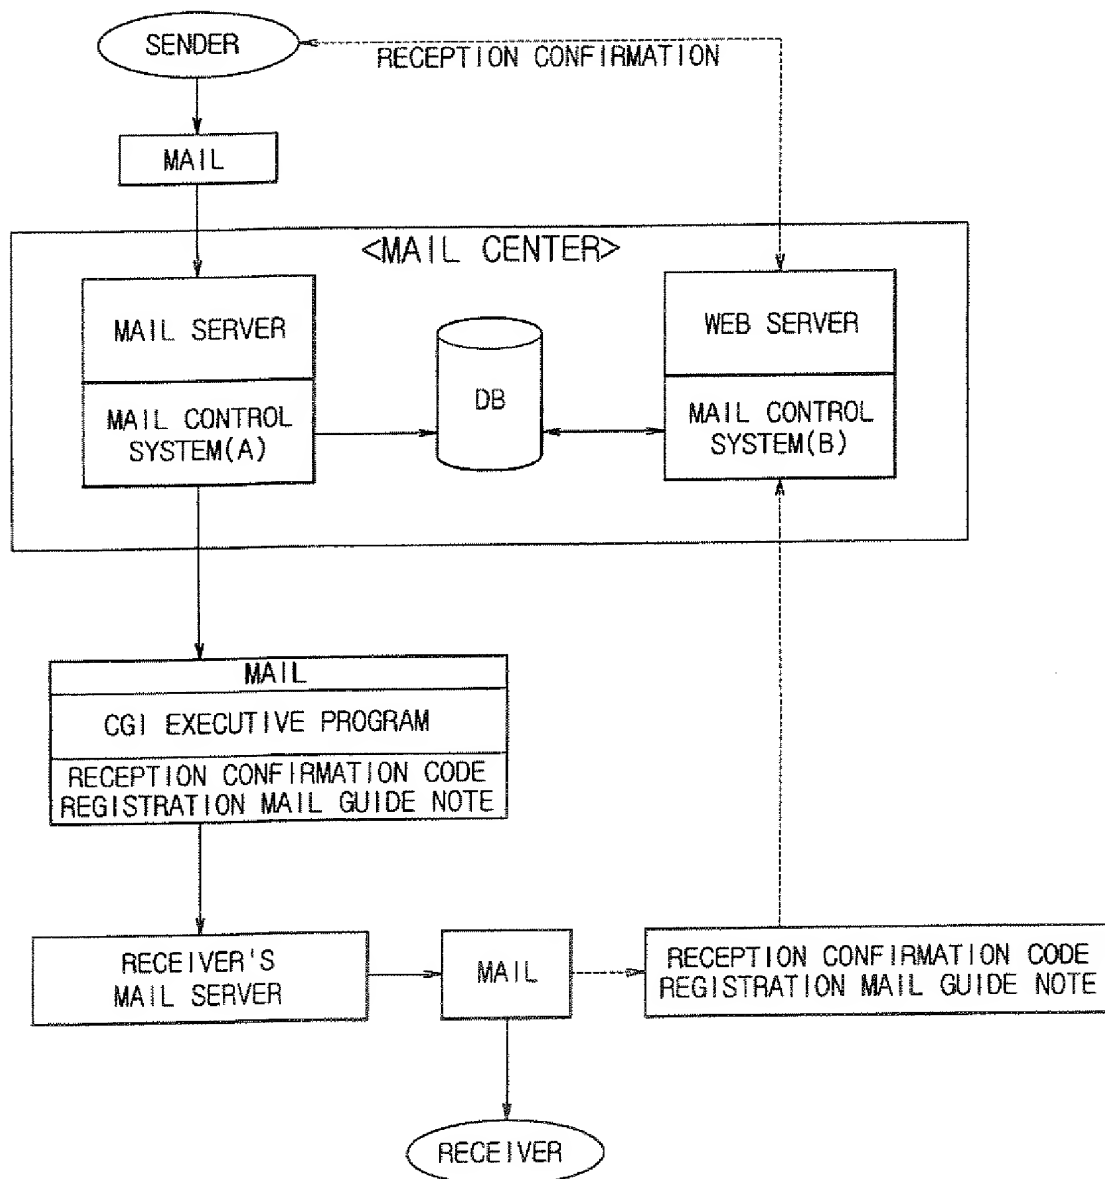 SENDER
RECEPTION CONFIRMATION
MAIL
<MAIL CENTER>
MAIL SERVER
MAIL CONTROL
SYSTEM(A)
DB
WEB SERVER
MAIL CONTROL
SYSTEM(B)
MAIL
CGI EXECUTIVE PROGRAM
RECEPTION CONFIRMATION CODE
REGISTRATION MAIL GUIDE NOTE
RECEIVER'S
MAIL SERVER
MAIL
RECEPTION CONFIRMATION CODE
REGISTRATION MAIL GUIDE NOTE
RECEIVER